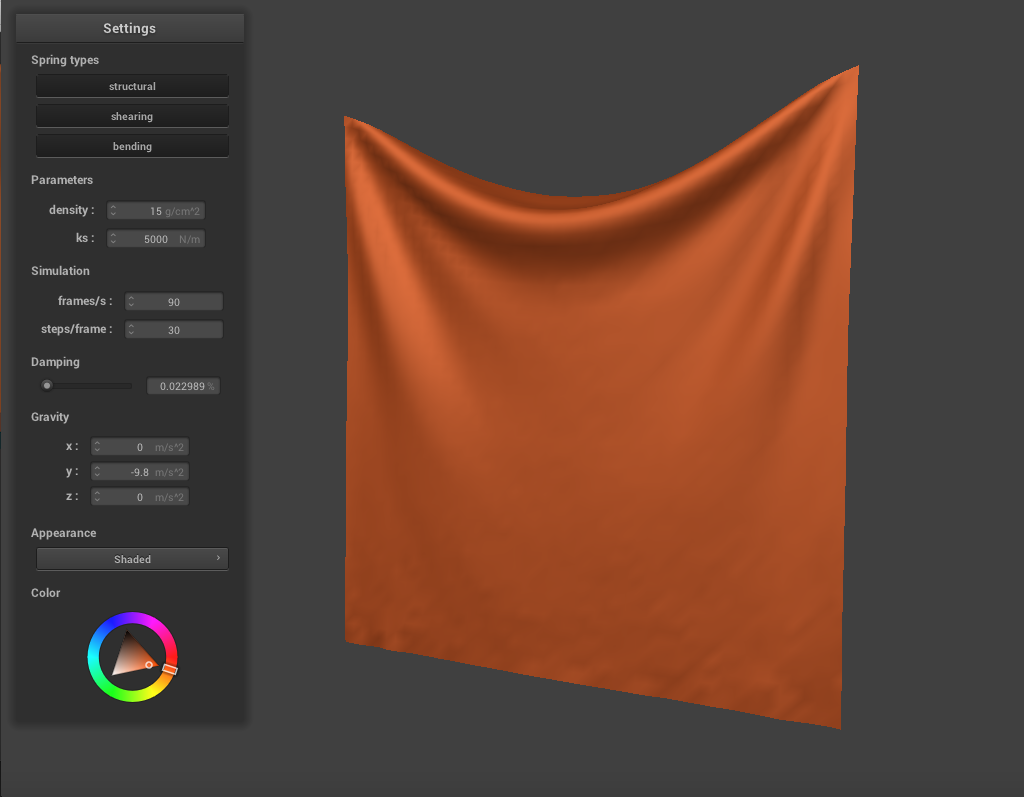 Settings
Spring types
structural
shearing
bending
Parameters
density : 15 g/cm^2
ks : 5000 N/m
Simulation
frames/s : 90
steps/frame : 30
Damping
0.022989 %
Gravity
x : 0 m/s^2
y : -9.8 m/s^2
z : 0 m/s^2
Appearance
Shaded
Color